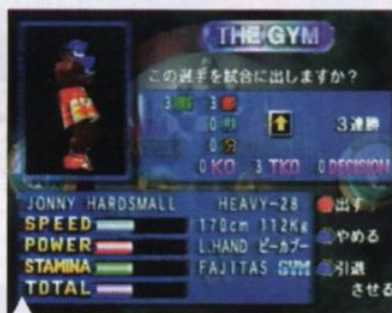 THE GYM
この選手を試合に出しますか?
3勝 3
0
0
3連勝
0 KO 3 TKO 0 DECISION
JONNY HARDSMALL HEAVY-28
SPEED 170cm 112Kg
POWER L.HAND ピーカブー
STAMINA FAJITAS GYM
TOTAL
出す
やめる
引退
させる